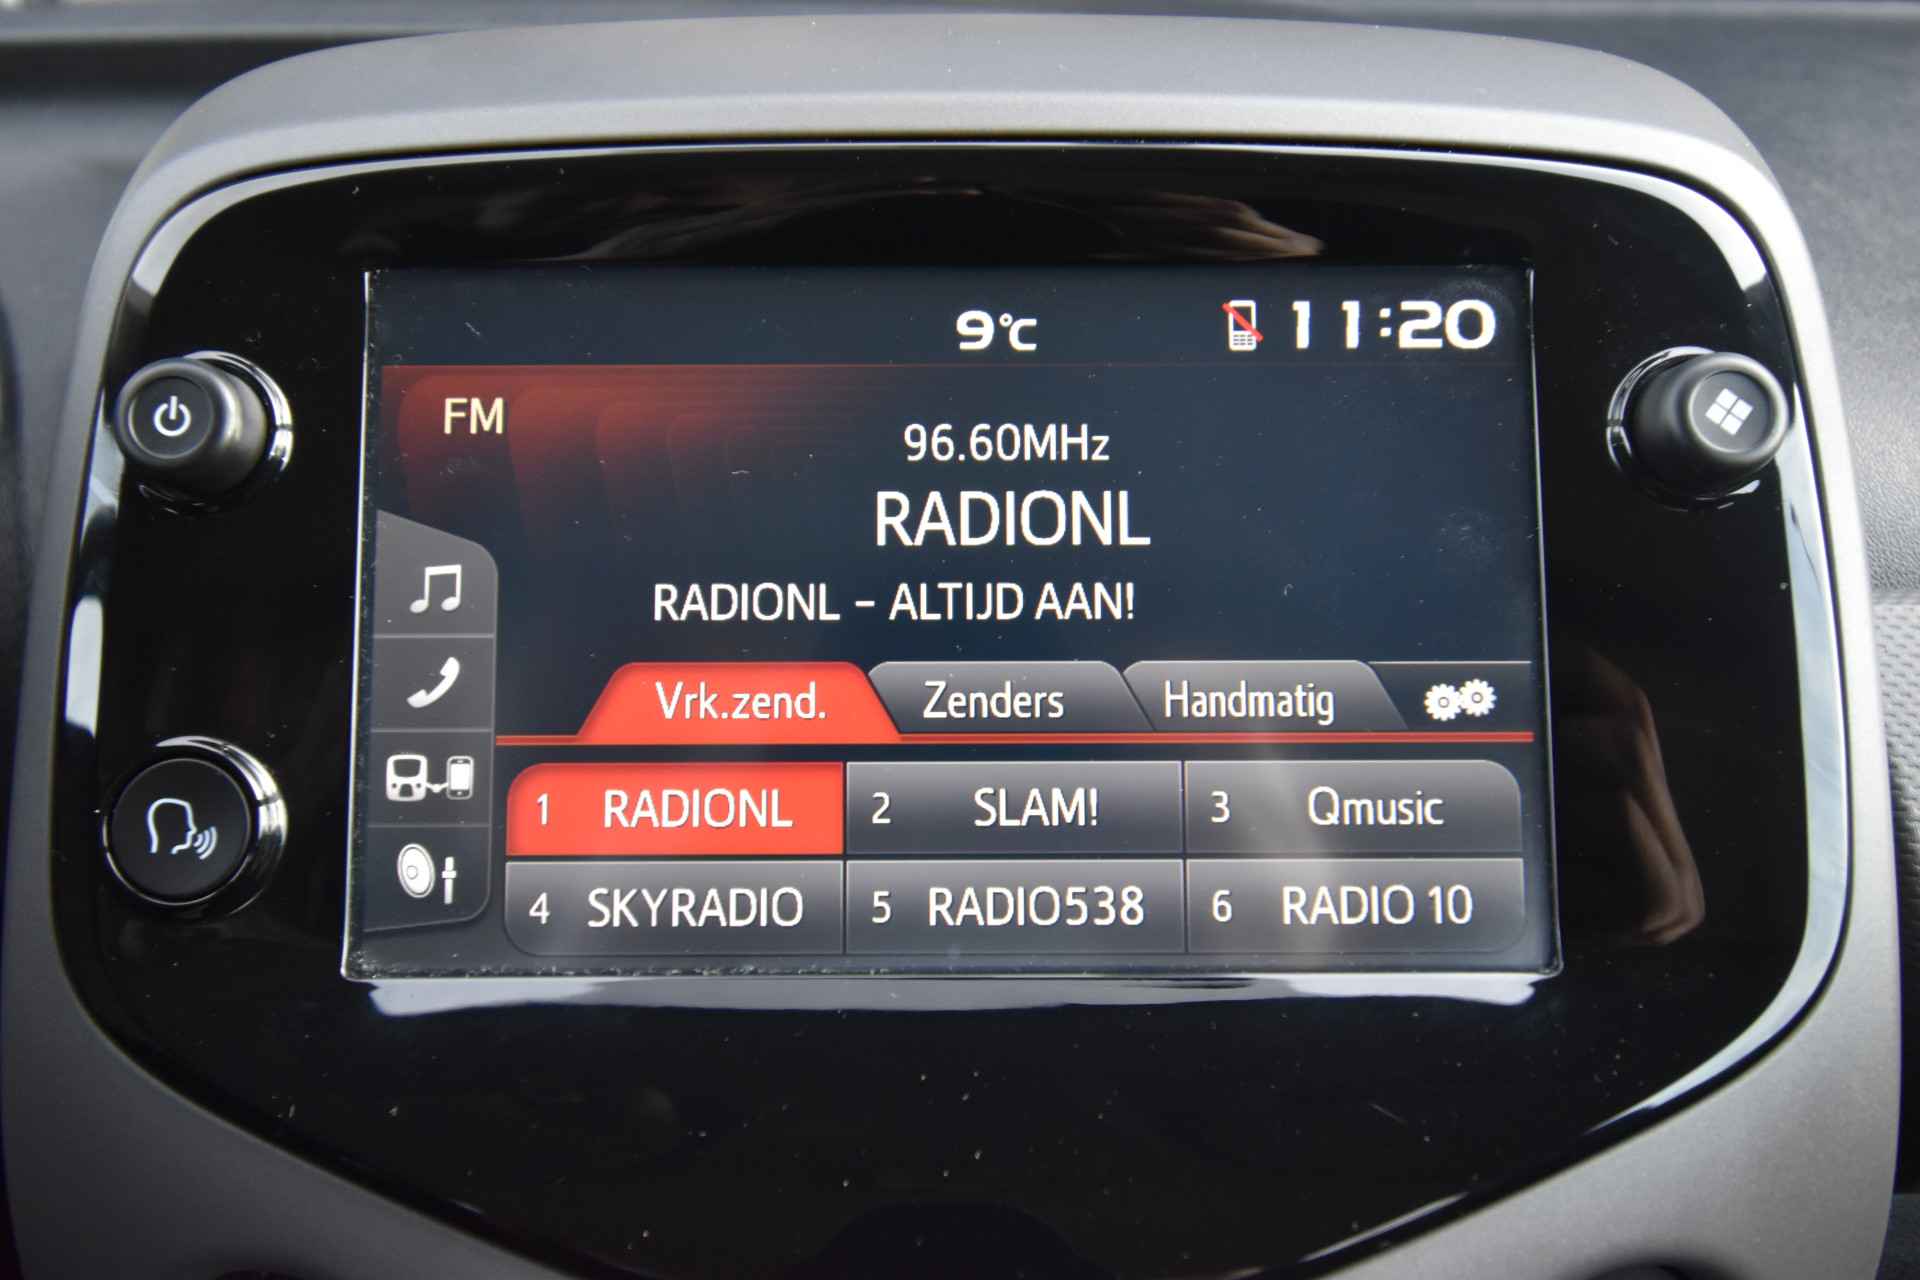 9°C 11:20
FM
96.60MHz
RADIONL
RADIONL - ALTIJD AAN!
Vrk.zend. Zenders Handmatig
1 RADIONL 2 SLAM! 3 Qmusic
4 SKYRADIO 5 RADIO538 6 RADIO 10